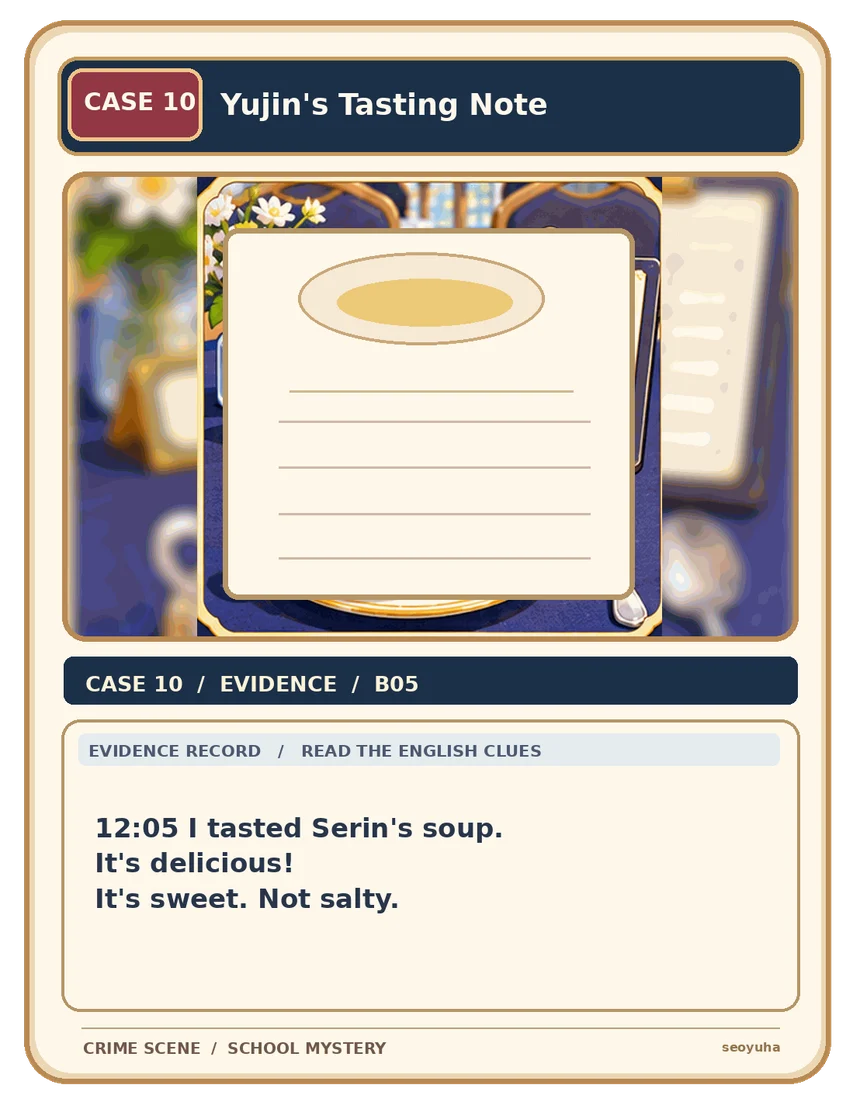 CASE 10 Yujin's Tasting Note
CASE 10 / EVIDENCE / B05
EVIDENCE RECORD / READ THE ENGLISH CLUES
12:05 I tasted Serin's soup.
It's delicious!
It's sweet. Not salty.
CRIME SCENE / SCHOOL MYSTERY seoyuha